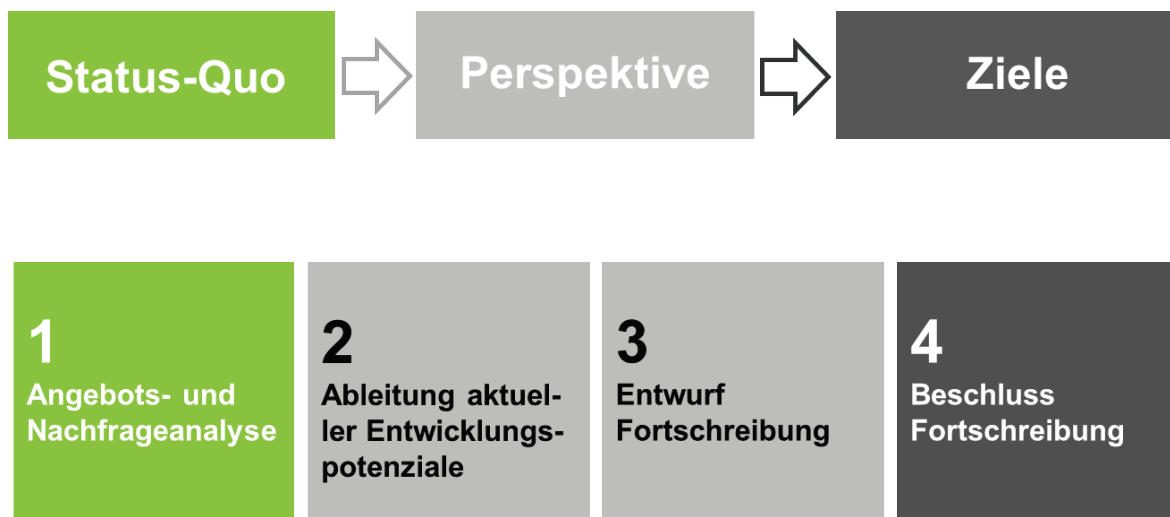 Status-Quo
Perspektive
Ziele
1
Angebots- und
Nachfrageanalyse
2
Ableitung aktuel-
ler Entwicklungs-
potenziale
3
Entwurf
Fortschreibung
4
Beschluss
Fortschreibung